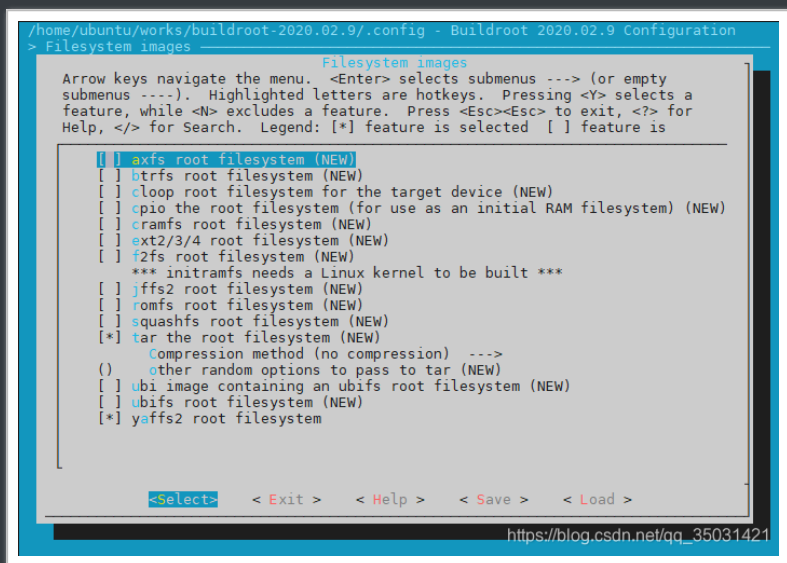 /home/ubuntu/works/buildroot-2020.02.9/.config - Buildroot 2020.02.9 Configuration
> Filesystem images
Filesystem images
Arrow keys navigate the menu.  <Enter> selects submenus ---> (or empty
submenus ----).  Highlighted letters are hotkeys.  Pressing <Y> selects a
feature, while <N> excludes a feature.  Press <Esc><Esc> to exit, <?> for
Help, </> for Search.  Legend: [*] feature is selected  [ ] feature is
[ ] axfs root filesystem (NEW)
[ ] btrfs root filesystem (NEW)
[ ] cloop root filesystem for the target device (NEW)
[ ] cpio the root filesystem (for use as an initial RAM filesystem) (NEW)
[ ] cramfs root filesystem (NEW)
[ ] ext2/3/4 root filesystem (NEW)
[ ] f2fs root filesystem (NEW)
*** initramfs needs a Linux kernel to be built ***
[ ] jffs2 root filesystem (NEW)
[ ] romfs root filesystem (NEW)
[ ] squashfs root filesystem (NEW)
[*] tar the root filesystem (NEW)
Compression method (no compression)  --->
()    other random options to pass to tar (NEW)
[ ] ubi image containing an ubifs root filesystem (NEW)
[ ] ubifs root filesystem (NEW)
[*] yaffs2 root filesystem
<Select>    < Exit >    < Help >    < Save >    < Load >
https://blog.csdn.net/qq_35031421